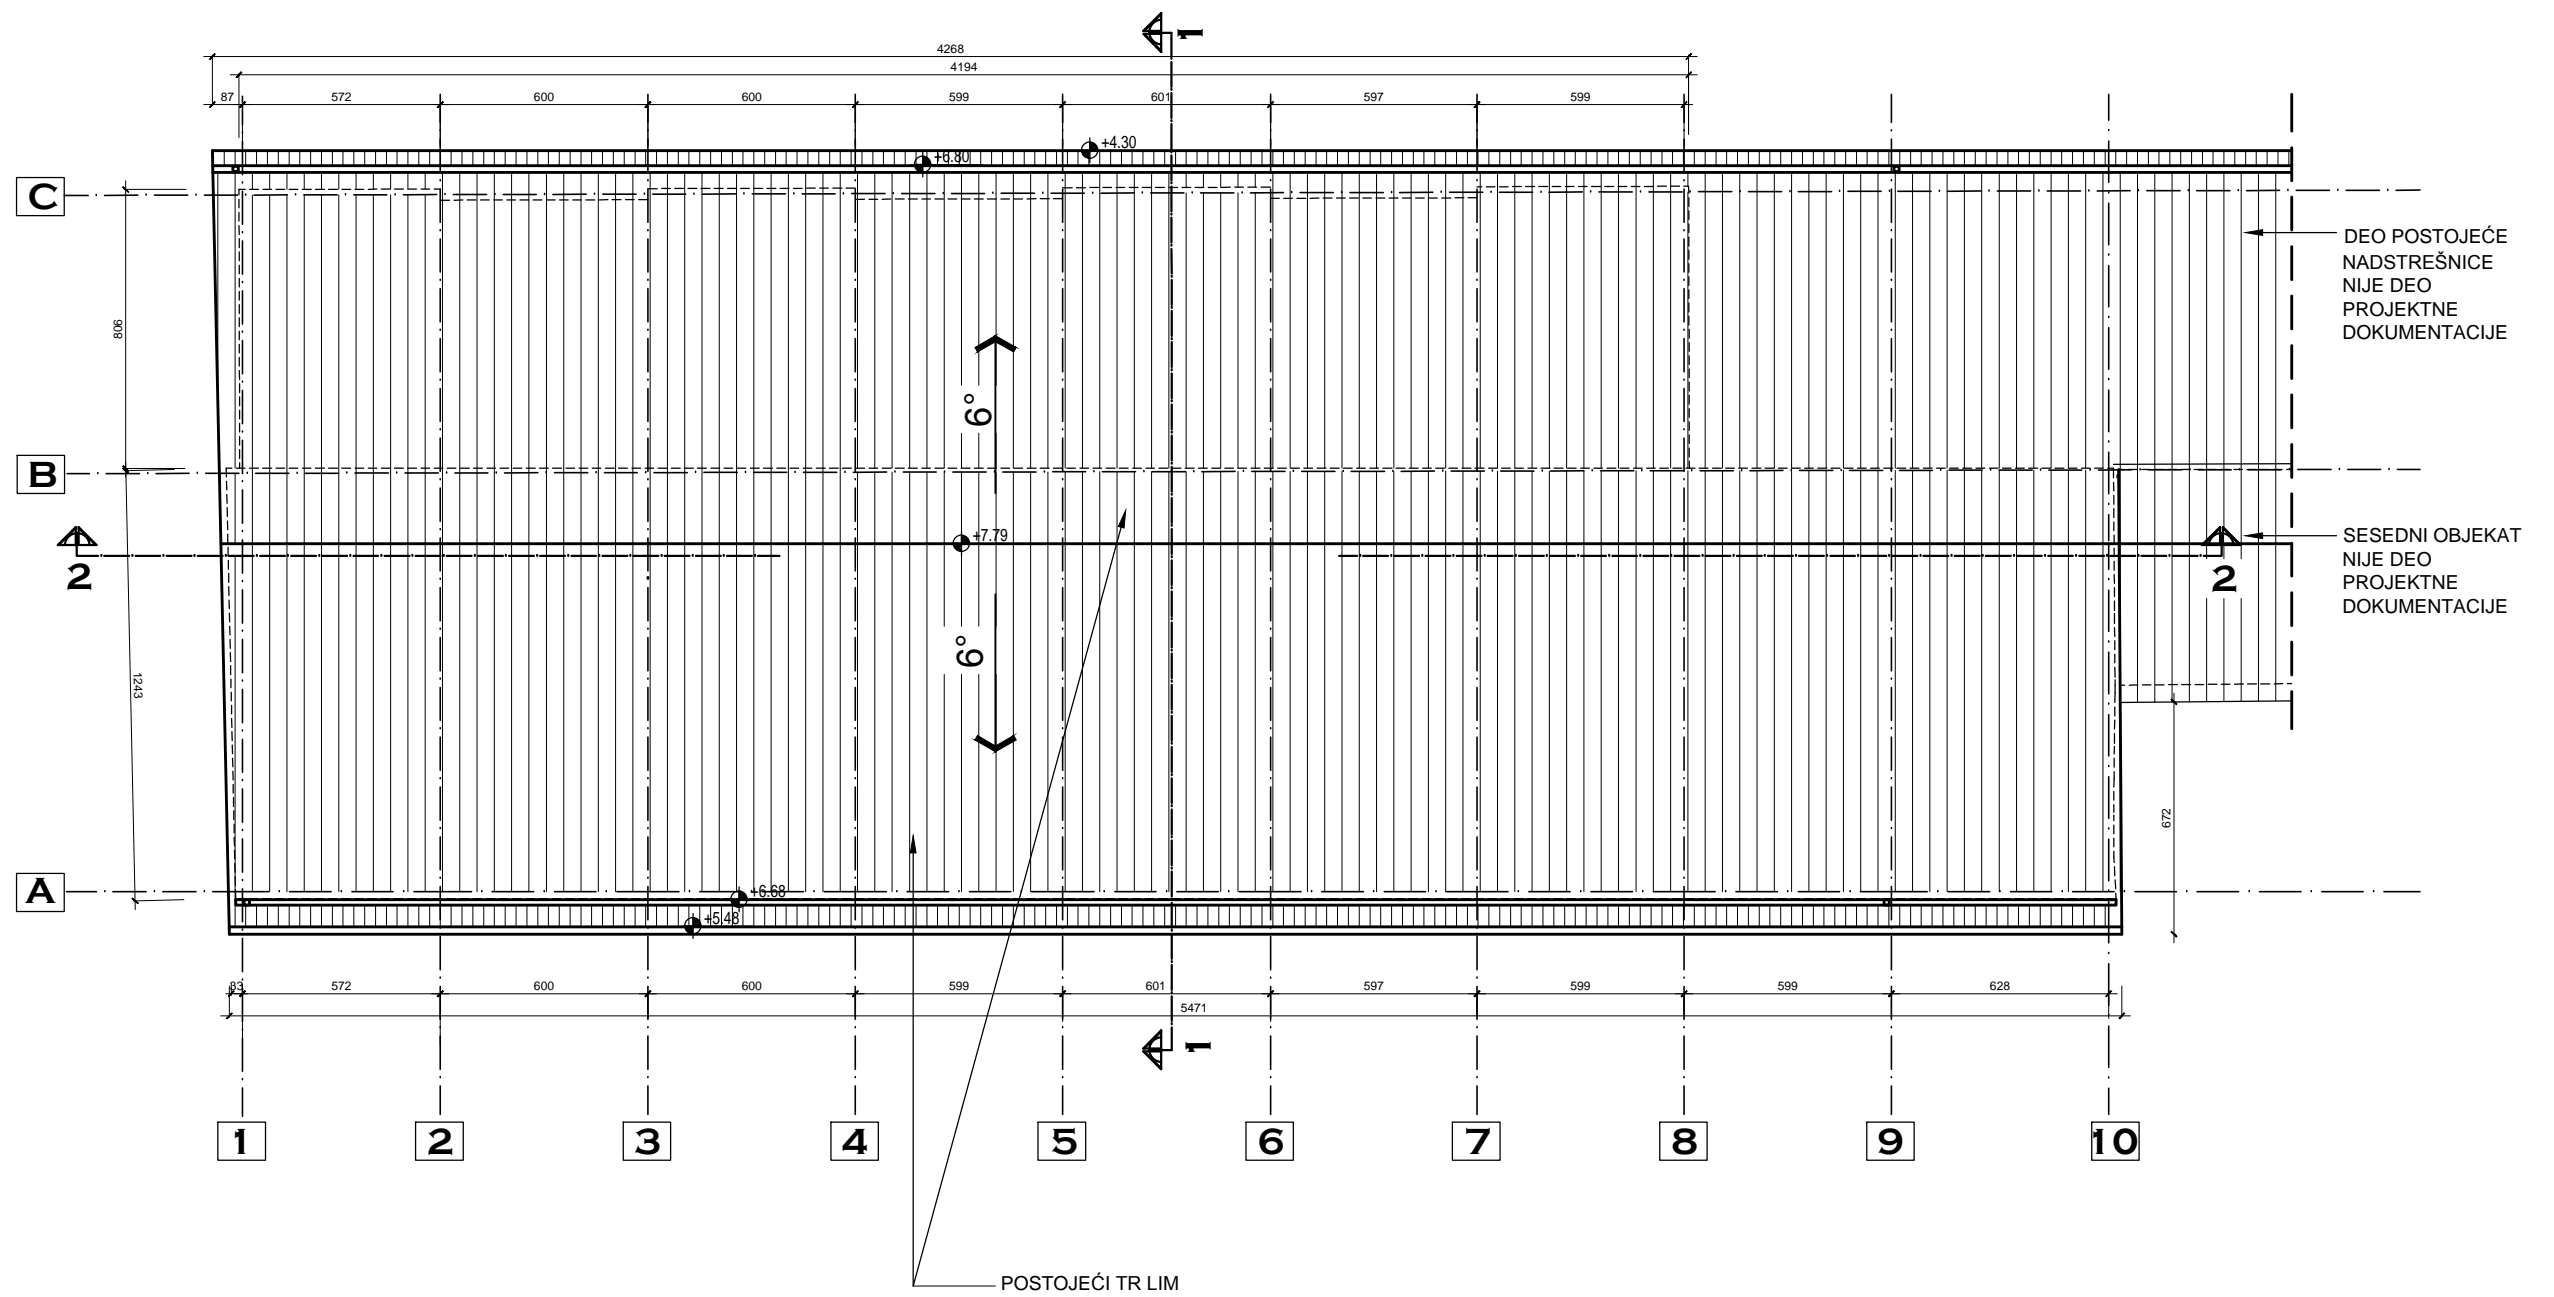 1
4268
4194
87 572 600 600 599 601 597 599
+4.30
+6.80
C
DEO POSTOJEĆE
NADSTREŠNICE
NIJE DEO
PROJEKTNE
DOKUMENTACIJE
806
6°
B
+7.79
SESEDNI OBJEKAT
NIJE DEO
PROJEKTNE
DOKUMENTACIJE
2
2
6°
1243
672
A
+6.68
+5.48
33 572 600 600 599 601 597 599 599 628
5471
1
1 2 3 4 5 6 7 8 9 10
POSTOJEĆI TR LIM